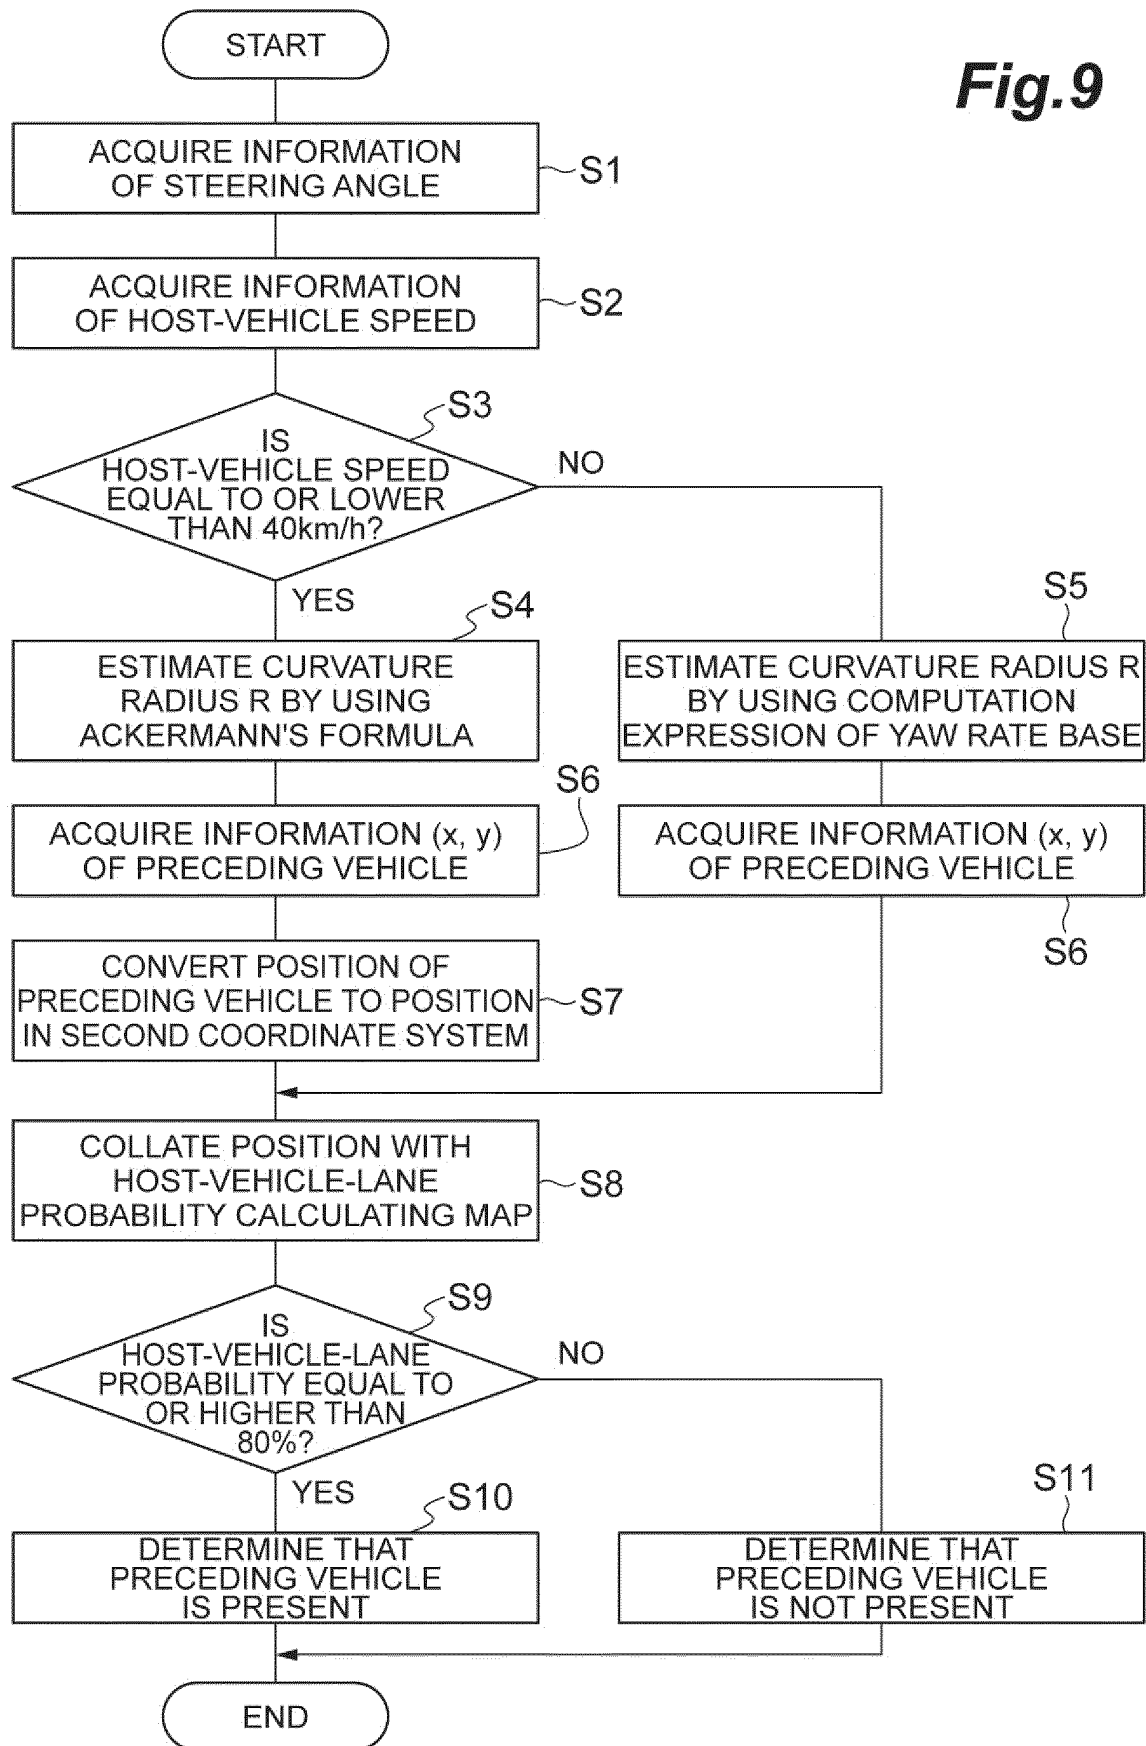 START
Fig.9
ACQUIRE INFORMATION
OF STEERING ANGLE
S1
ACQUIRE INFORMATION
OF HOST-VEHICLE SPEED
S2
S3
IS
HOST-VEHICLE SPEED
EQUAL TO OR LOWER
THAN 40km/h?
NO
YES
S4
ESTIMATE CURVATURE
RADIUS R BY USING
ACKERMANN'S FORMULA
S5
ESTIMATE CURVATURE RADIUS R
BY USING COMPUTATION
EXPRESSION OF YAW RATE BASE
S6
ACQUIRE INFORMATION (x, y)
OF PRECEDING VEHICLE
ACQUIRE INFORMATION (x, y)
OF PRECEDING VEHICLE
S6
CONVERT POSITION OF
PRECEDING VEHICLE TO POSITION
IN SECOND COORDINATE SYSTEM
S7
COLLATE POSITION WITH
HOST-VEHICLE-LANE
PROBABILITY CALCULATING MAP
S8
S9
IS
HOST-VEHICLE-LANE
PROBABILITY EQUAL TO
OR HIGHER THAN
80%?
NO
YES
S10
DETERMINE THAT
PRECEDING VEHICLE
IS PRESENT
S11
DETERMINE THAT
PRECEDING VEHICLE
IS NOT PRESENT
END